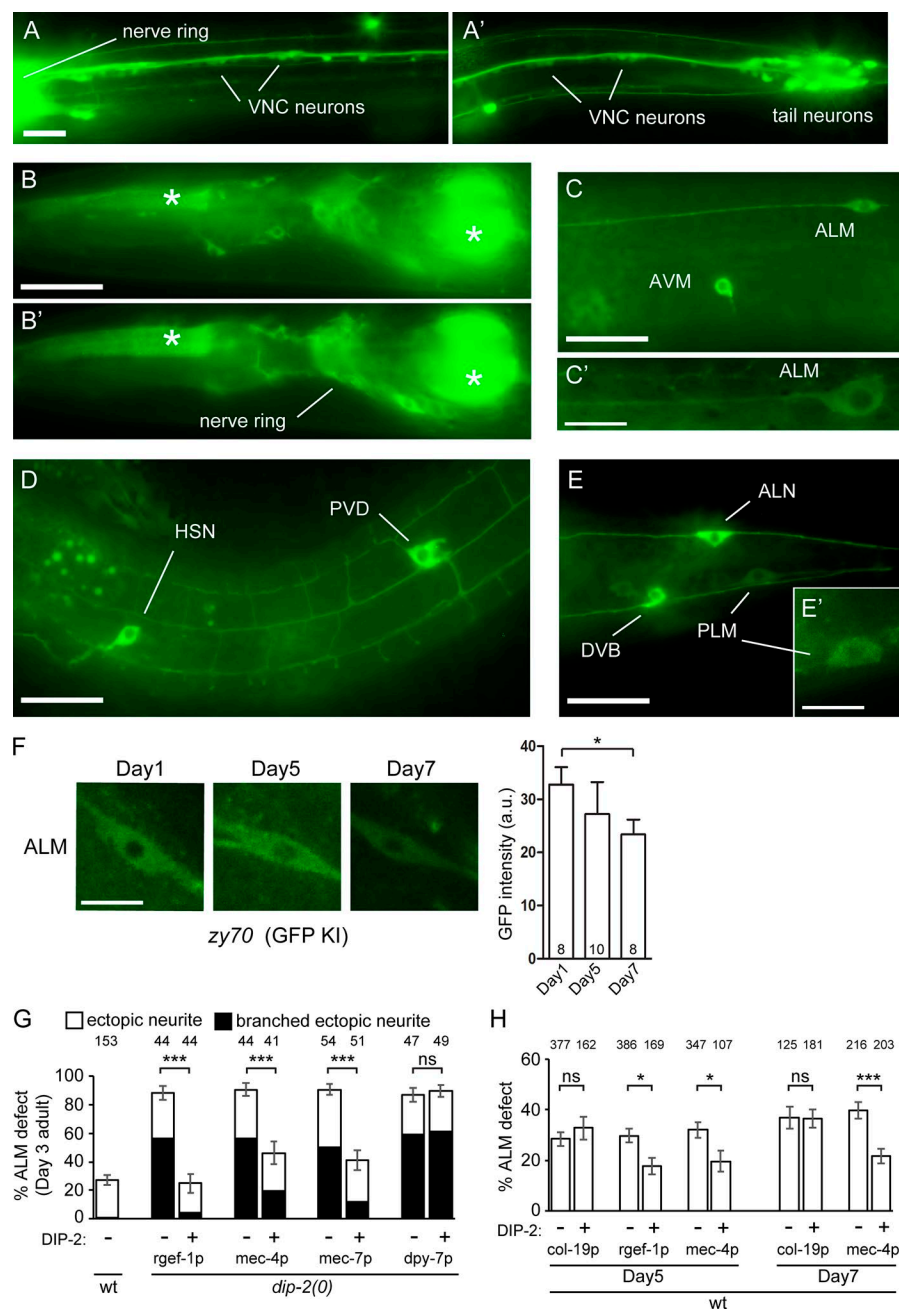 A
nerve ring
VNC neurons
A'
VNC neurons
tail neurons
B
*
*
B'
*
*
nerve ring
C
ALM
AVM
C'
ALM
D
HSN
PVD
E
ALN
DVB
PLM
E'
F
Day1 Day5 Day7
ALM
zy70 (GFP KI)
GFP intensity (a.u.)
40
30
20
10
0
*
8 10 8
Day1 Day5 Day7
G
ectopic neurite branched ectopic neurite
153 44 44 44 41 54 51 47 49
*** *** *** ns
% ALM defect
(Day 3 adult)
100
80
60
40
20
0
DIP-2: - + - + - + - +
rgef-1p mec-4p mec-7p dpy-7p
wt dip-2(0)
H
377 162 386 169 347 107 125 181 216 203
ns * * ns ***
% ALM defect
60
40
20
0
DIP-2: - + - + - + - + - +
col-19p rgef-1p mec-4p col-19p mec-4p
Day5 Day7
wt